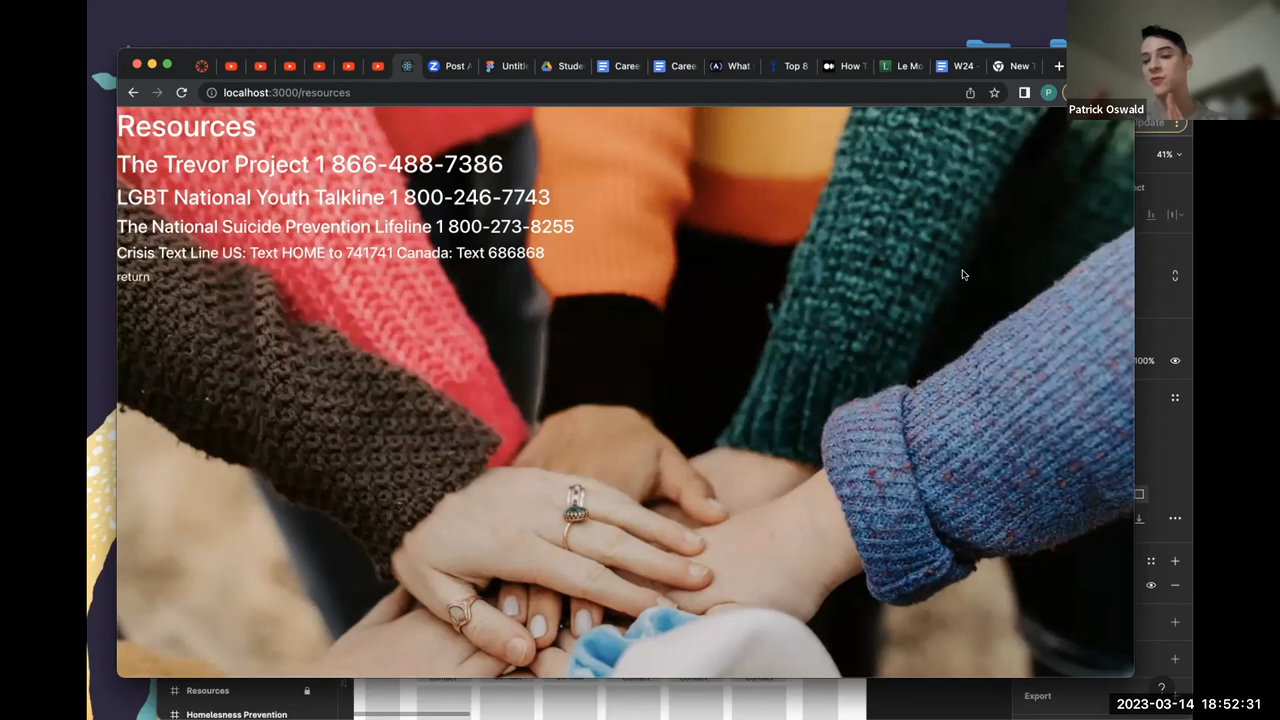 Post A
Untitle
Stude
Caree
Caree
What
Top 8
How T
Le Mo
W24 -
New T
localhost:3000/resources
P
Patrick Oswald
Update
41%
Resources
The Trevor Project 1 866-488-7386
LGBT National Youth Talkline 1 800-246-7743
The National Suicide Prevention Lifeline 1 800-273-8255
Crisis Text Line US: Text HOME to 741741 Canada: Text 686868
return
100%
Resources
Homelesness Prevention
Export
?
2023-03-14 18:52:31